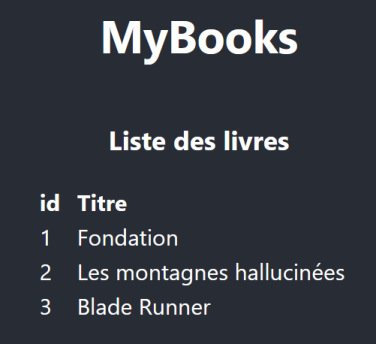 MyBooks
Liste des livres
id Titre
1 Fondation
2 Les montagnes hallucinées
3 Blade Runner